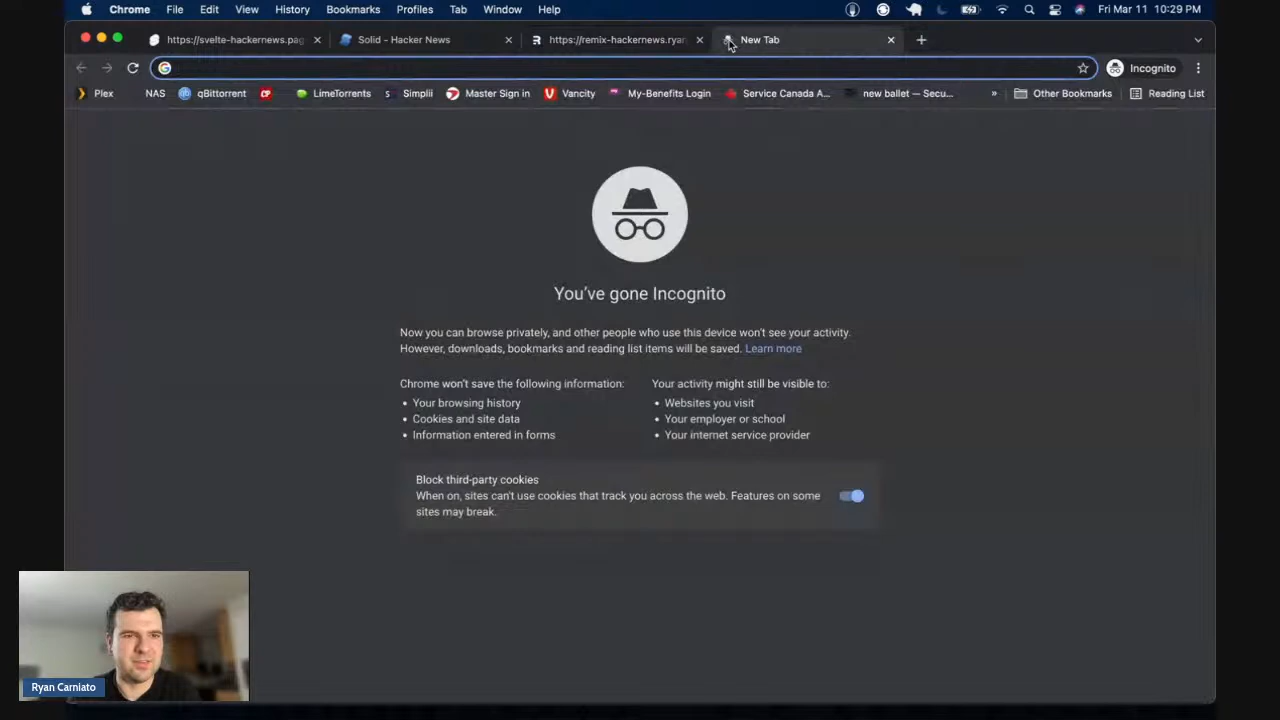 Chrome File Edit View History Bookmarks Profiles Tab Window Help Fri Mar 11 10:29 PM
https://svelte-hackernews.pag Solid - Hacker News https://remix-hackernews.ryan New Tab
Incognito
Plex NAS qBittorrent LimeTorrents Simplii Master Sign in Vancity My-Benefits Login Service Canada A... new ballet — Secu... » Other Bookmarks Reading List
You've gone Incognito
Now you can browse privately, and other people who use this device won't see your activity.
However, downloads, bookmarks and reading list items will be saved. Learn more
Chrome won't save the following information:
• Your browsing history
• Cookies and site data
• Information entered in forms
Your activity might still be visible to:
• Websites you visit
• Your employer or school
• Your internet service provider
Block third-party cookies
When on, sites can't use cookies that track you across the web. Features on some
sites may break.
Ryan Carniato